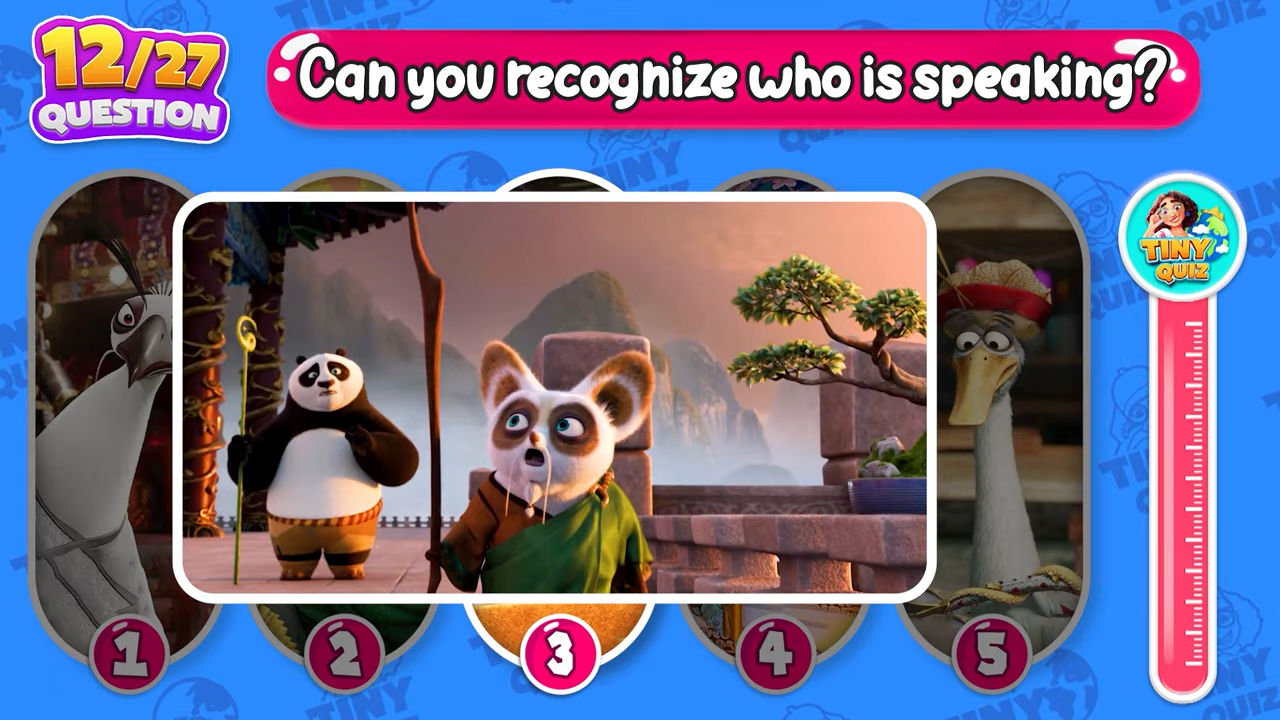 12/27
QUESTION
Can you recognize who is speaking?
TINY
QUIZ
1
2
3
4
5